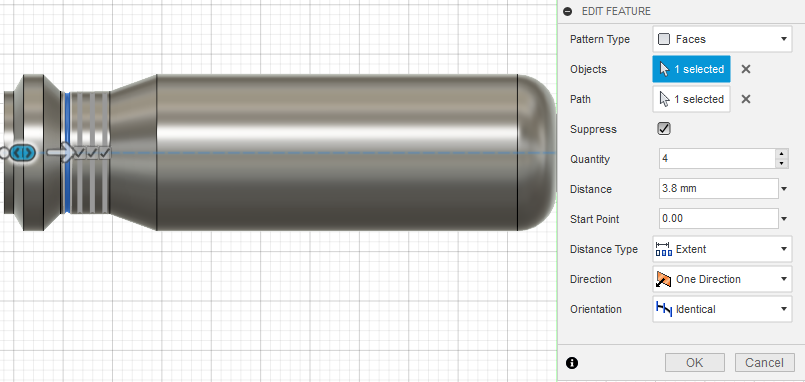 EDIT FEATURE
Pattern Type Faces
Objects 1 selected
Path 1 selected
Suppress
Quantity 4
Distance 3.8 mm
Start Point 0.00
Distance Type Extent
Direction One Direction
Orientation Identical
OK Cancel